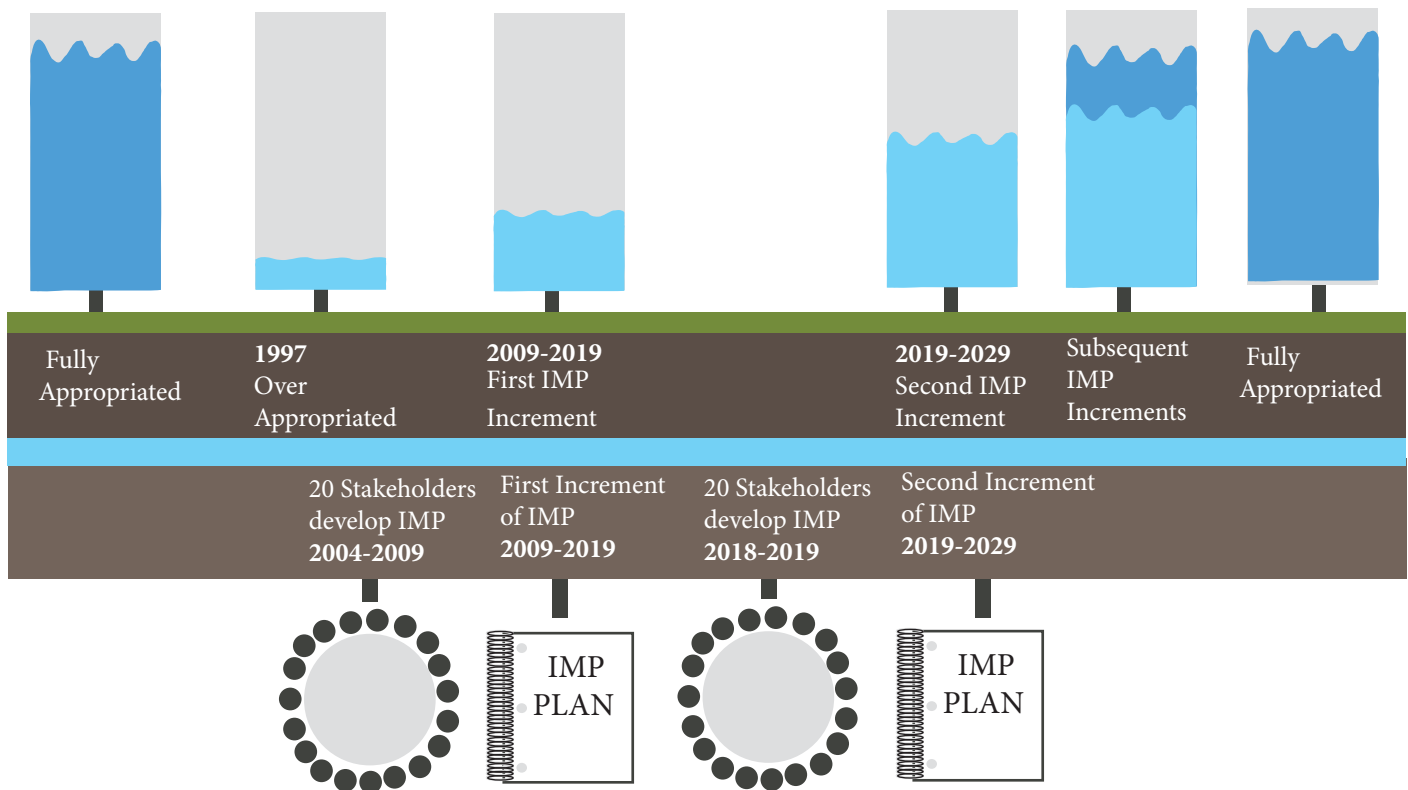 Fully
Appropriated
1997
Over
Appropriated
2009-2019
First IMP
Increment
2019-2029
Second IMP
Increment
Subsequent
IMP
Increments
Fully
Appropriated
20 Stakeholders
develop IMP
2004-2009
First Increment
of IMP
2009-2019
20 Stakeholders
develop IMP
2018-2019
Second Increment
of IMP
2019-2029
IMP
PLAN
IMP
PLAN